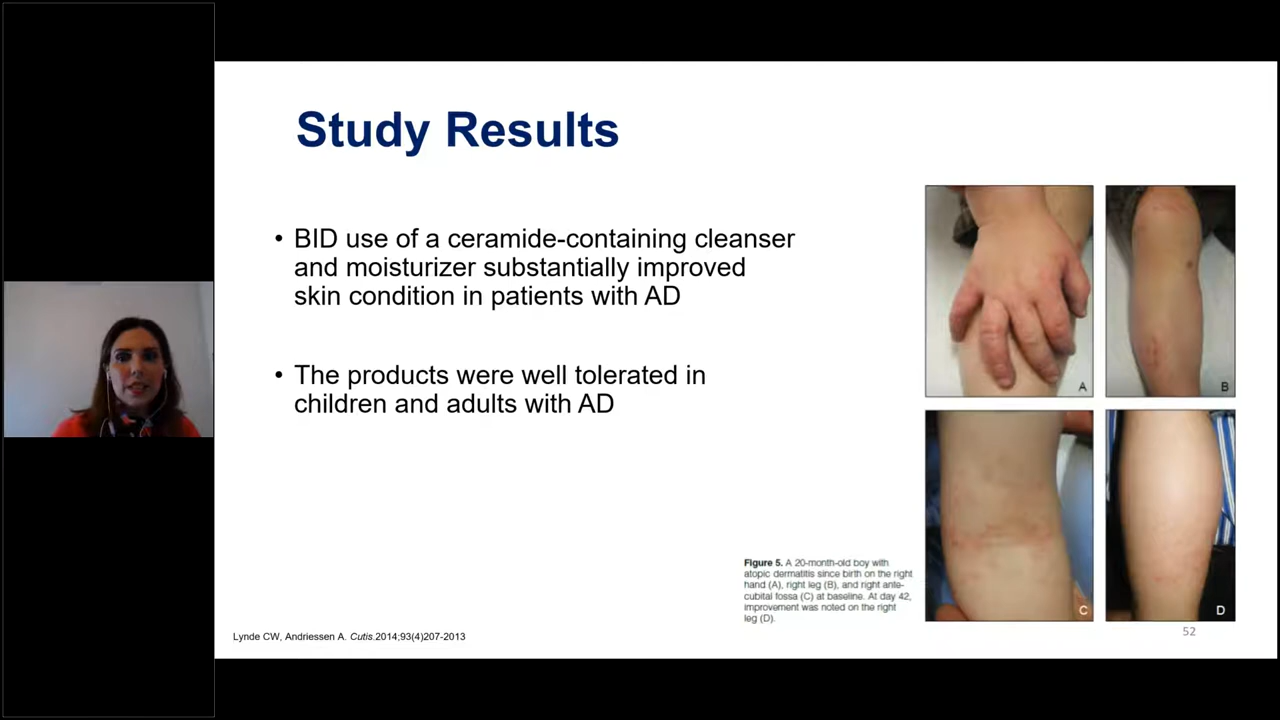 Study Results
• BID use of a ceramide-containing cleanser
and moisturizer substantially improved
skin condition in patients with AD
• The products were well tolerated in
children and adults with AD
A
B
C
D
Figure 5. A 20-month-old boy with
atopic dermatitis since birth on the right
hand (A), right leg (B), and right ante-
cubital fossa (C) at baseline. At day 42,
improvement was noted on the right
leg (D).
Lynde CW, Andriessen A. Cutis.2014;93(4)207-2013
52